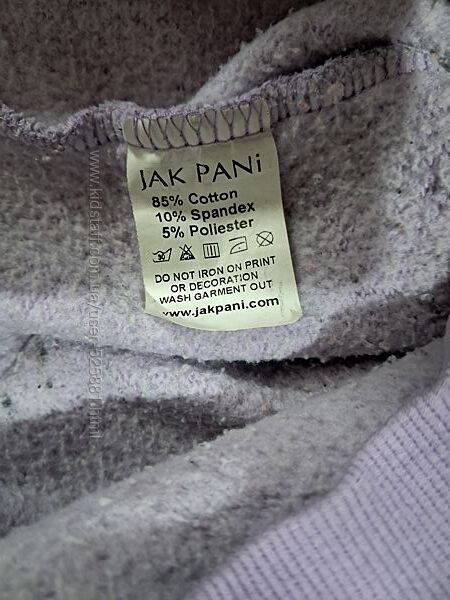 JAK PANi
85% Cotton
10% Spandex
5% Poliester
DO NOT IRON ON PRINT
OR DECORATION
WASH GARMENT OUT
www.jakpani.com